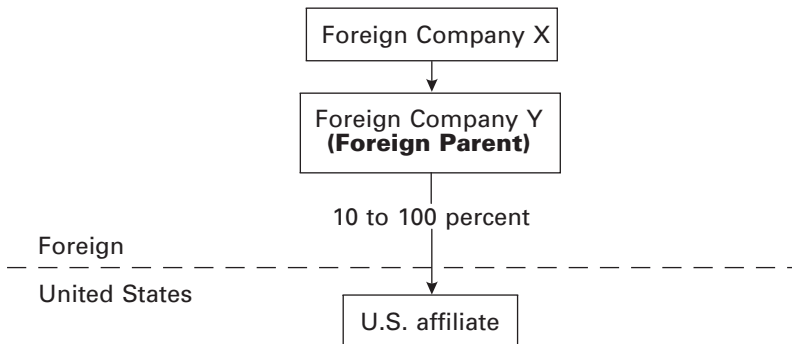 Foreign Company X
Foreign Company Y
(Foreign Parent)
10 to 100 percent
Foreign
United States
U.S. affiliate